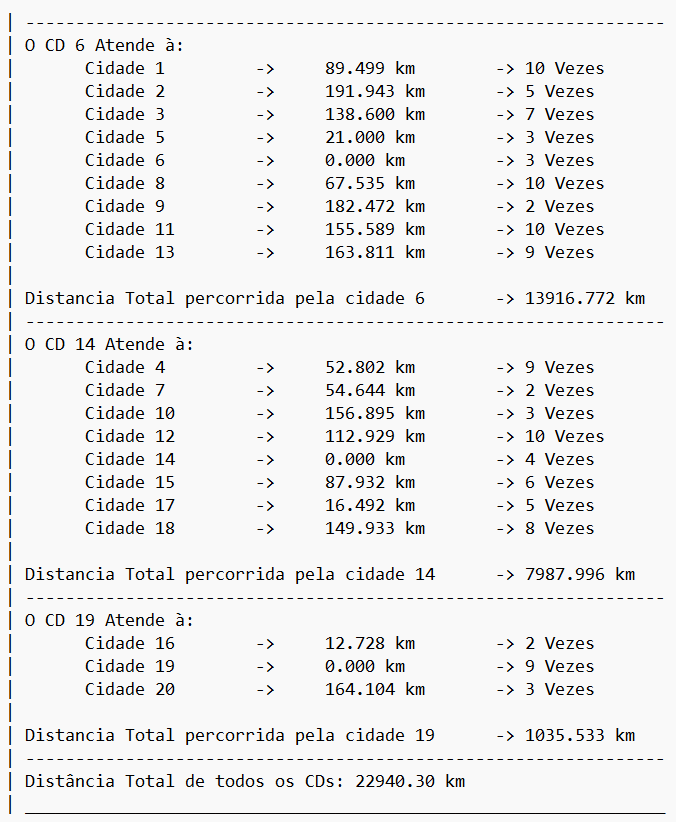 O CD 6 Atende à:
Cidade 1 -> 89.499 km -> 10 Vezes
Cidade 2 -> 191.943 km -> 5 Vezes
Cidade 3 -> 138.600 km -> 7 Vezes
Cidade 5 -> 21.000 km -> 3 Vezes
Cidade 6 -> 0.000 km -> 3 Vezes
Cidade 8 -> 67.535 km -> 10 Vezes
Cidade 9 -> 182.472 km -> 2 Vezes
Cidade 11 -> 155.589 km -> 10 Vezes
Cidade 13 -> 163.811 km -> 9 Vezes
Distancia Total percorrida pela cidade 6 -> 13916.772 km
O CD 14 Atende à:
Cidade 4 -> 52.802 km -> 9 Vezes
Cidade 7 -> 54.644 km -> 2 Vezes
Cidade 10 -> 156.895 km -> 3 Vezes
Cidade 12 -> 112.929 km -> 10 Vezes
Cidade 14 -> 0.000 km -> 4 Vezes
Cidade 15 -> 87.932 km -> 6 Vezes
Cidade 17 -> 16.492 km -> 5 Vezes
Cidade 18 -> 149.933 km -> 8 Vezes
Distancia Total percorrida pela cidade 14 -> 7987.996 km
O CD 19 Atende à:
Cidade 16 -> 12.728 km -> 2 Vezes
Cidade 19 -> 0.000 km -> 9 Vezes
Cidade 20 -> 164.104 km -> 3 Vezes
Distancia Total percorrida pela cidade 19 -> 1035.533 km
Distância Total de todos os CDs: 22940.30 km